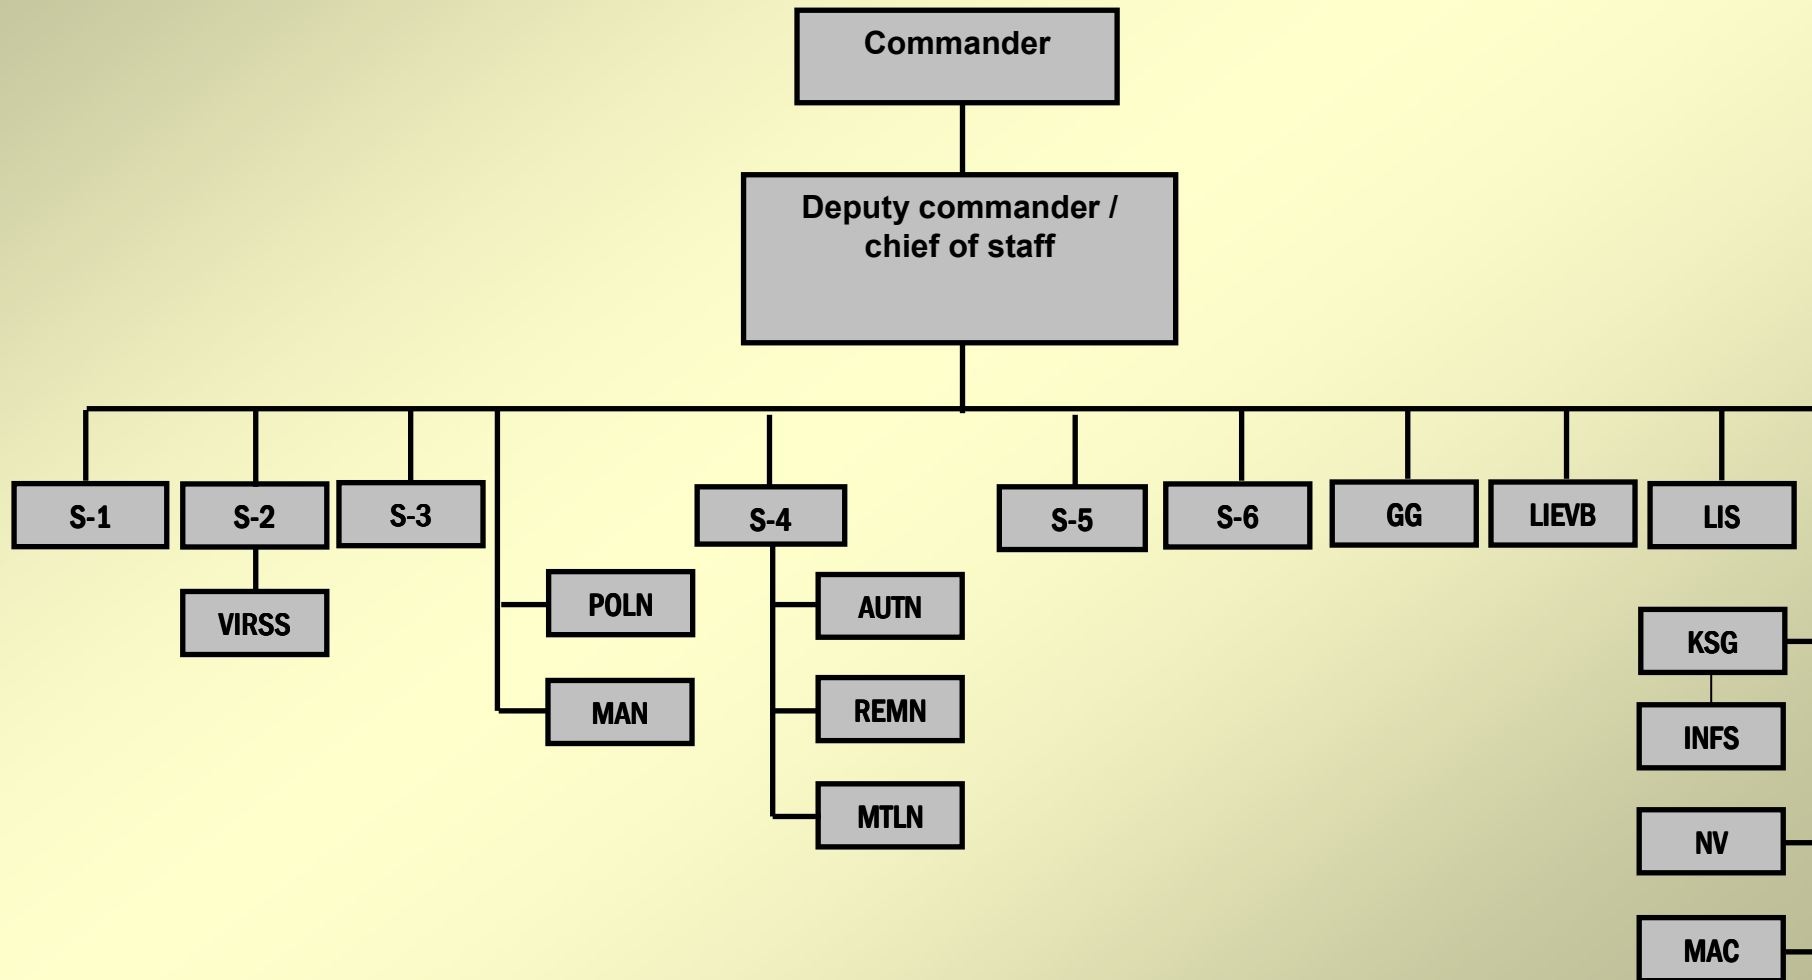 Commander
Deputy commander /
chief of staff
S-1
S-2
S-3
S-4
S-5
S-6
GG
LIEVB
LIS
VIRSS
POLN
MAN
AUTN
REMN
MTLN
KSG
INFS
NV
MAC